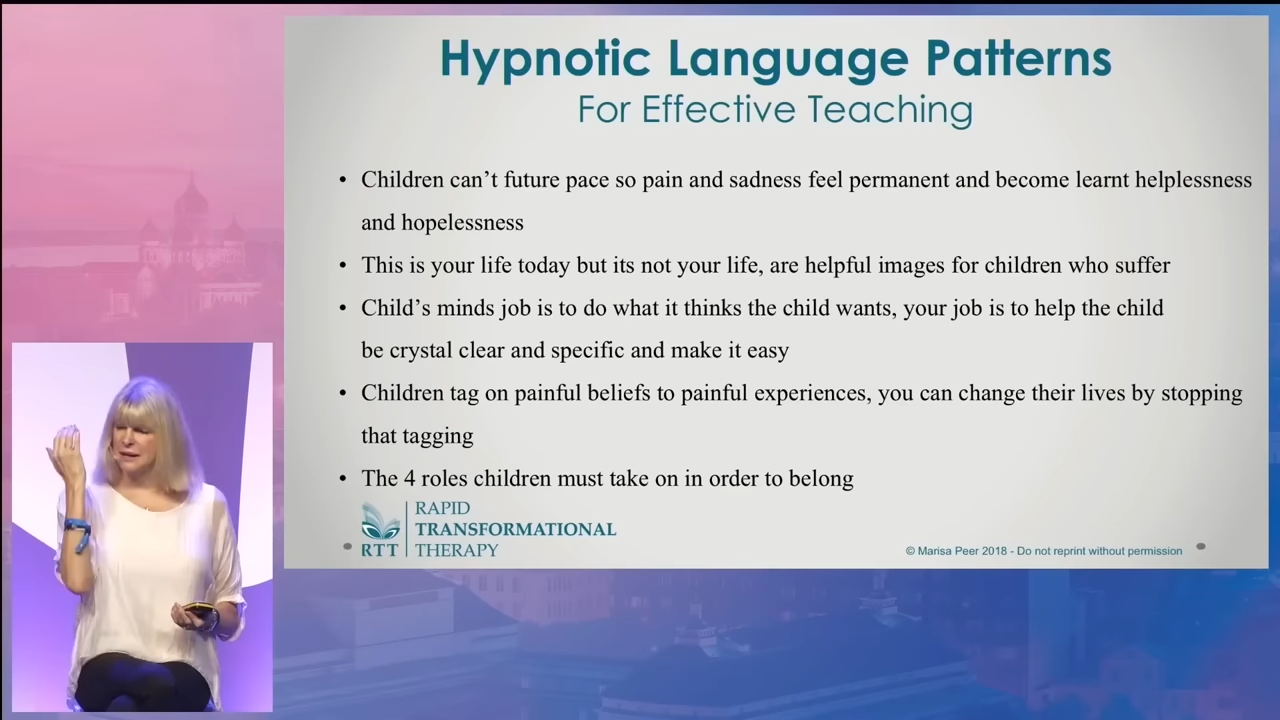 Hypnotic Language Patterns
For Effective Teaching
• Children can't future pace so pain and sadness feel permanent and become learnt helplessness
and hopelessness
• This is your life today but its not your life, are helpful images for children who suffer
• Child's minds job is to do what it thinks the child wants, your job is to help the child
be crystal clear and specific and make it easy
• Children tag on painful beliefs to painful experiences, you can change their lives by stopping
that tagging
• The 4 roles children must take on in order to belong
RTT
RAPID
TRANSFORMATIONAL
THERAPY
© Marisa Peer 2018 - Do not reprint without permission